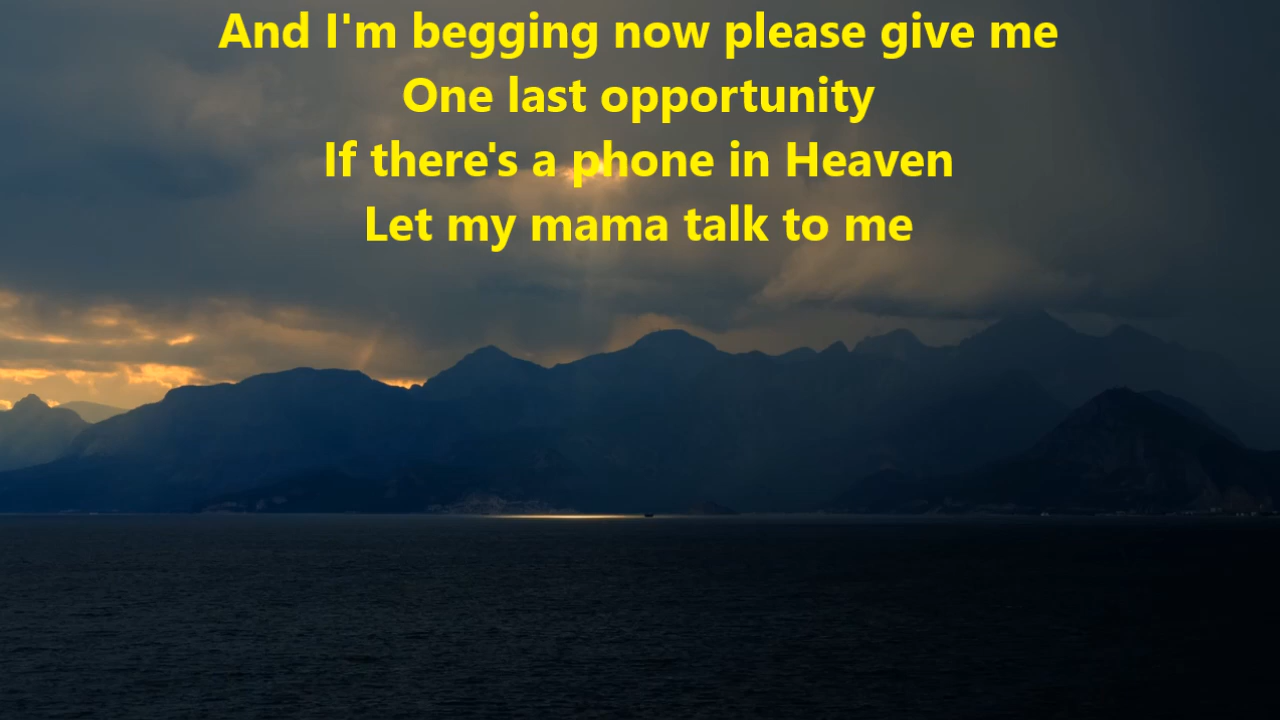 And I'm begging now please give me
One last opportunity
If there's a phone in Heaven
Let my mama talk to me